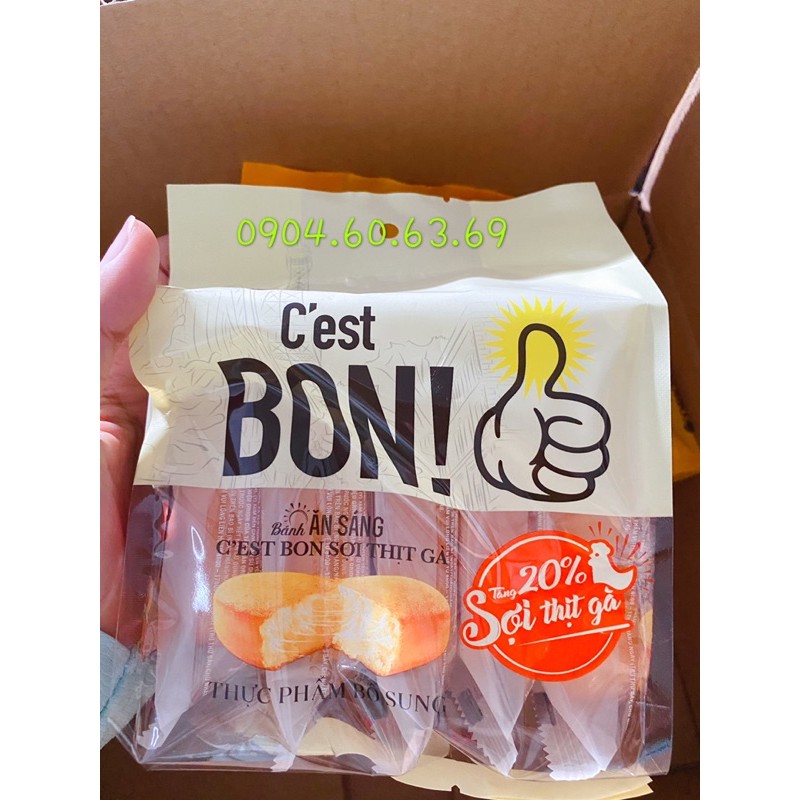 0904.60.63.69
C'est
BON!
Bánh ĂN SÁNG
C'EST BON SỢI THỊT GÀ
Tăng 20%
Sợi thịt gà
THỰC PHẨM BỔ SUNG